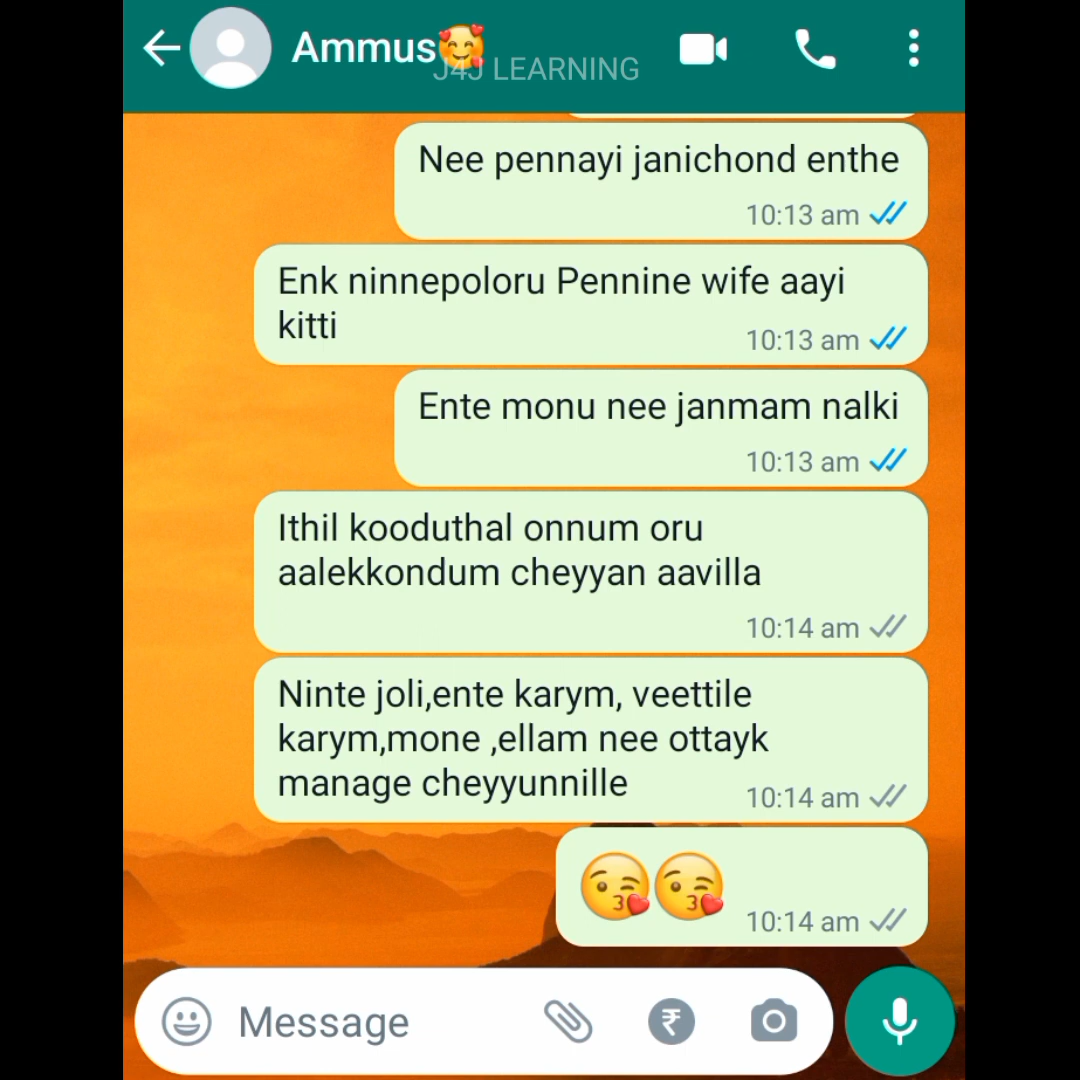 Ammus🥰
J4J LEARNING
Nee pennayi janichond enthe
10:13 am
Enk ninnepoloru Pennine wife aayi
kitti
10:13 am
Ente monu nee janmam nalki
10:13 am
Ithil kooduthal onnum oru
aalekkondum cheyyan aavilla
10:14 am
Ninte joli,ente karym, veettile
karym,mone ,ellam nee ottayk
manage cheyyunnille
10:14 am
😘😘
10:14 am
Message